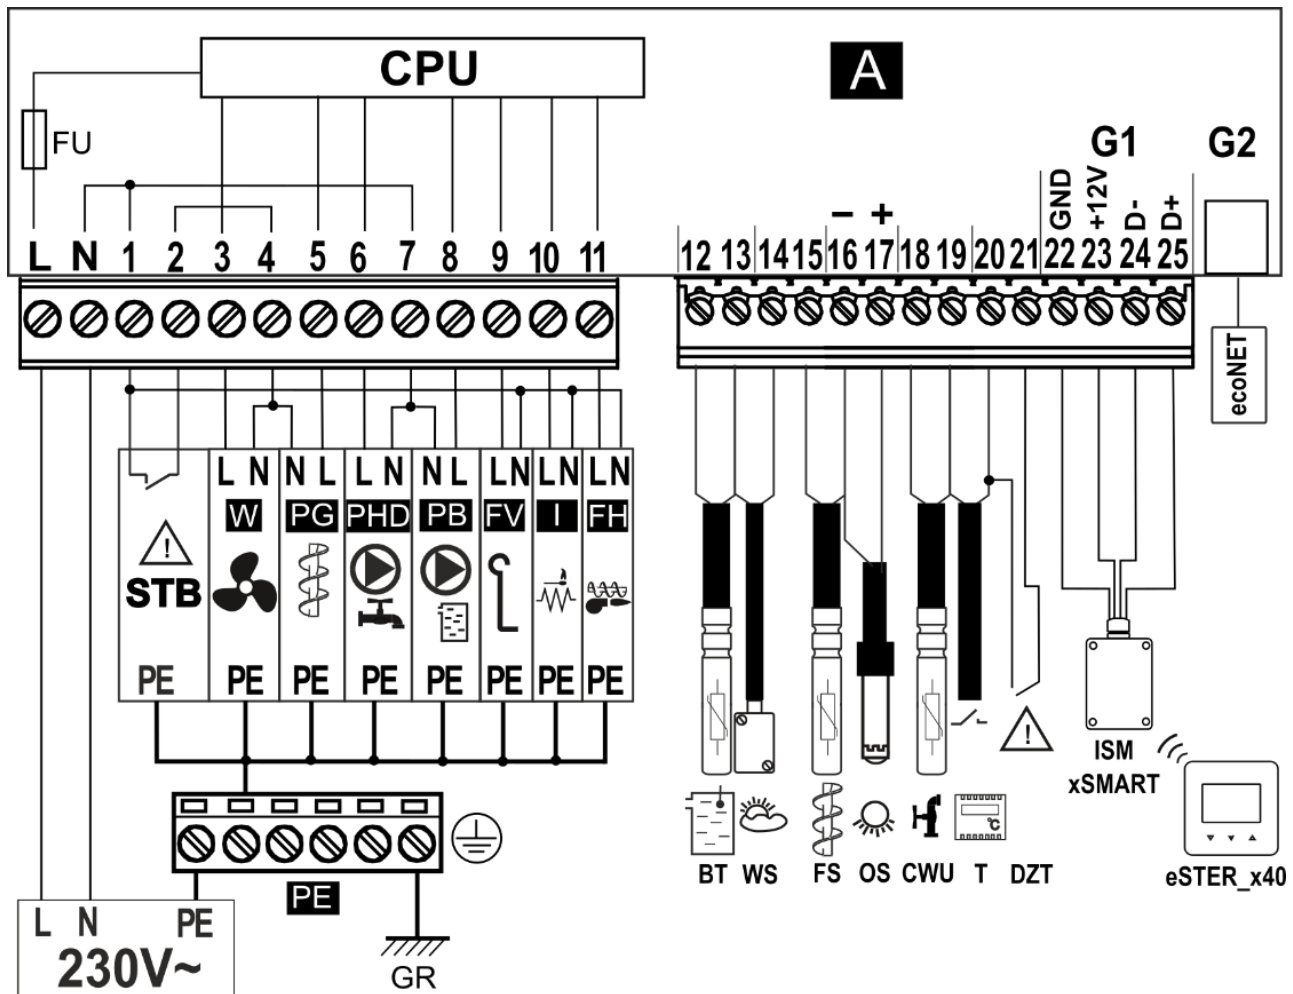 CPU
A
FU
G1 G2
GND +12V D- D+
− +
L N 1 2 3 4 5 6 7 8 9 10 11
12 13 14 15 16 17 18 19 20 21 22 23 24 25
ecoNET
L N N L L N N L L N L N L N
W PG PHD PB FV I FH
!
STB
PE PE PE PE PE PE PE PE
!
ISM
xSMART
°C
BT WS FS OS CWU T DZT
eSTER_x40
PE
L N PE
230V~
GR